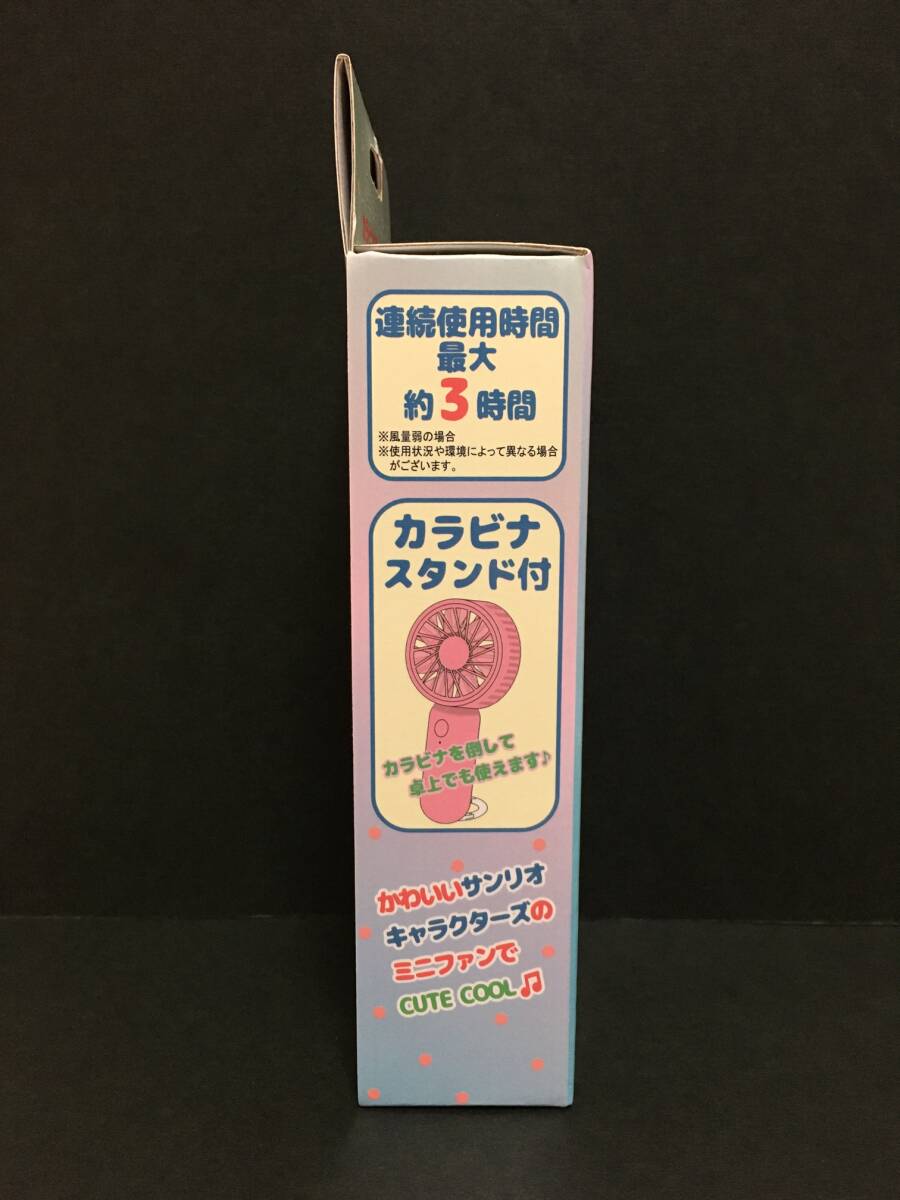 連続使用時間
最大
約3時間
※風量弱の場合
※使用状況や環境によって異なる場合
がございます。
カラビナ
スタンド付
カラビナを倒して
卓上でも使えます♪
かわいいサンリオ
キャラクターズの
ミニファンで
CUTE COOL♫